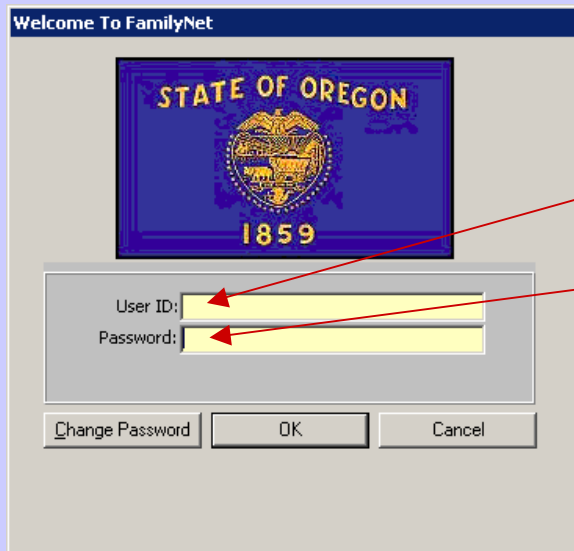 Welcome To FamilyNet
STATE OF OREGON
1859
User ID:
Password:
Change Password
OK
Cancel